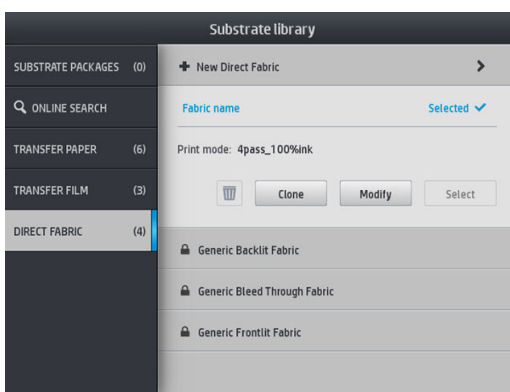 Substrate library
SUBSTRATE PACKAGES (0)
ONLINE SEARCH
TRANSFER PAPER (6)
TRANSFER FILM (3)
DIRECT FABRIC (4)
New Direct Fabric
Fabric name Selected
Print mode: 4pass_100%ink
Clone Modify Select
Generic Backlit Fabric
Generic Bleed Through Fabric
Generic Frontlit Fabric